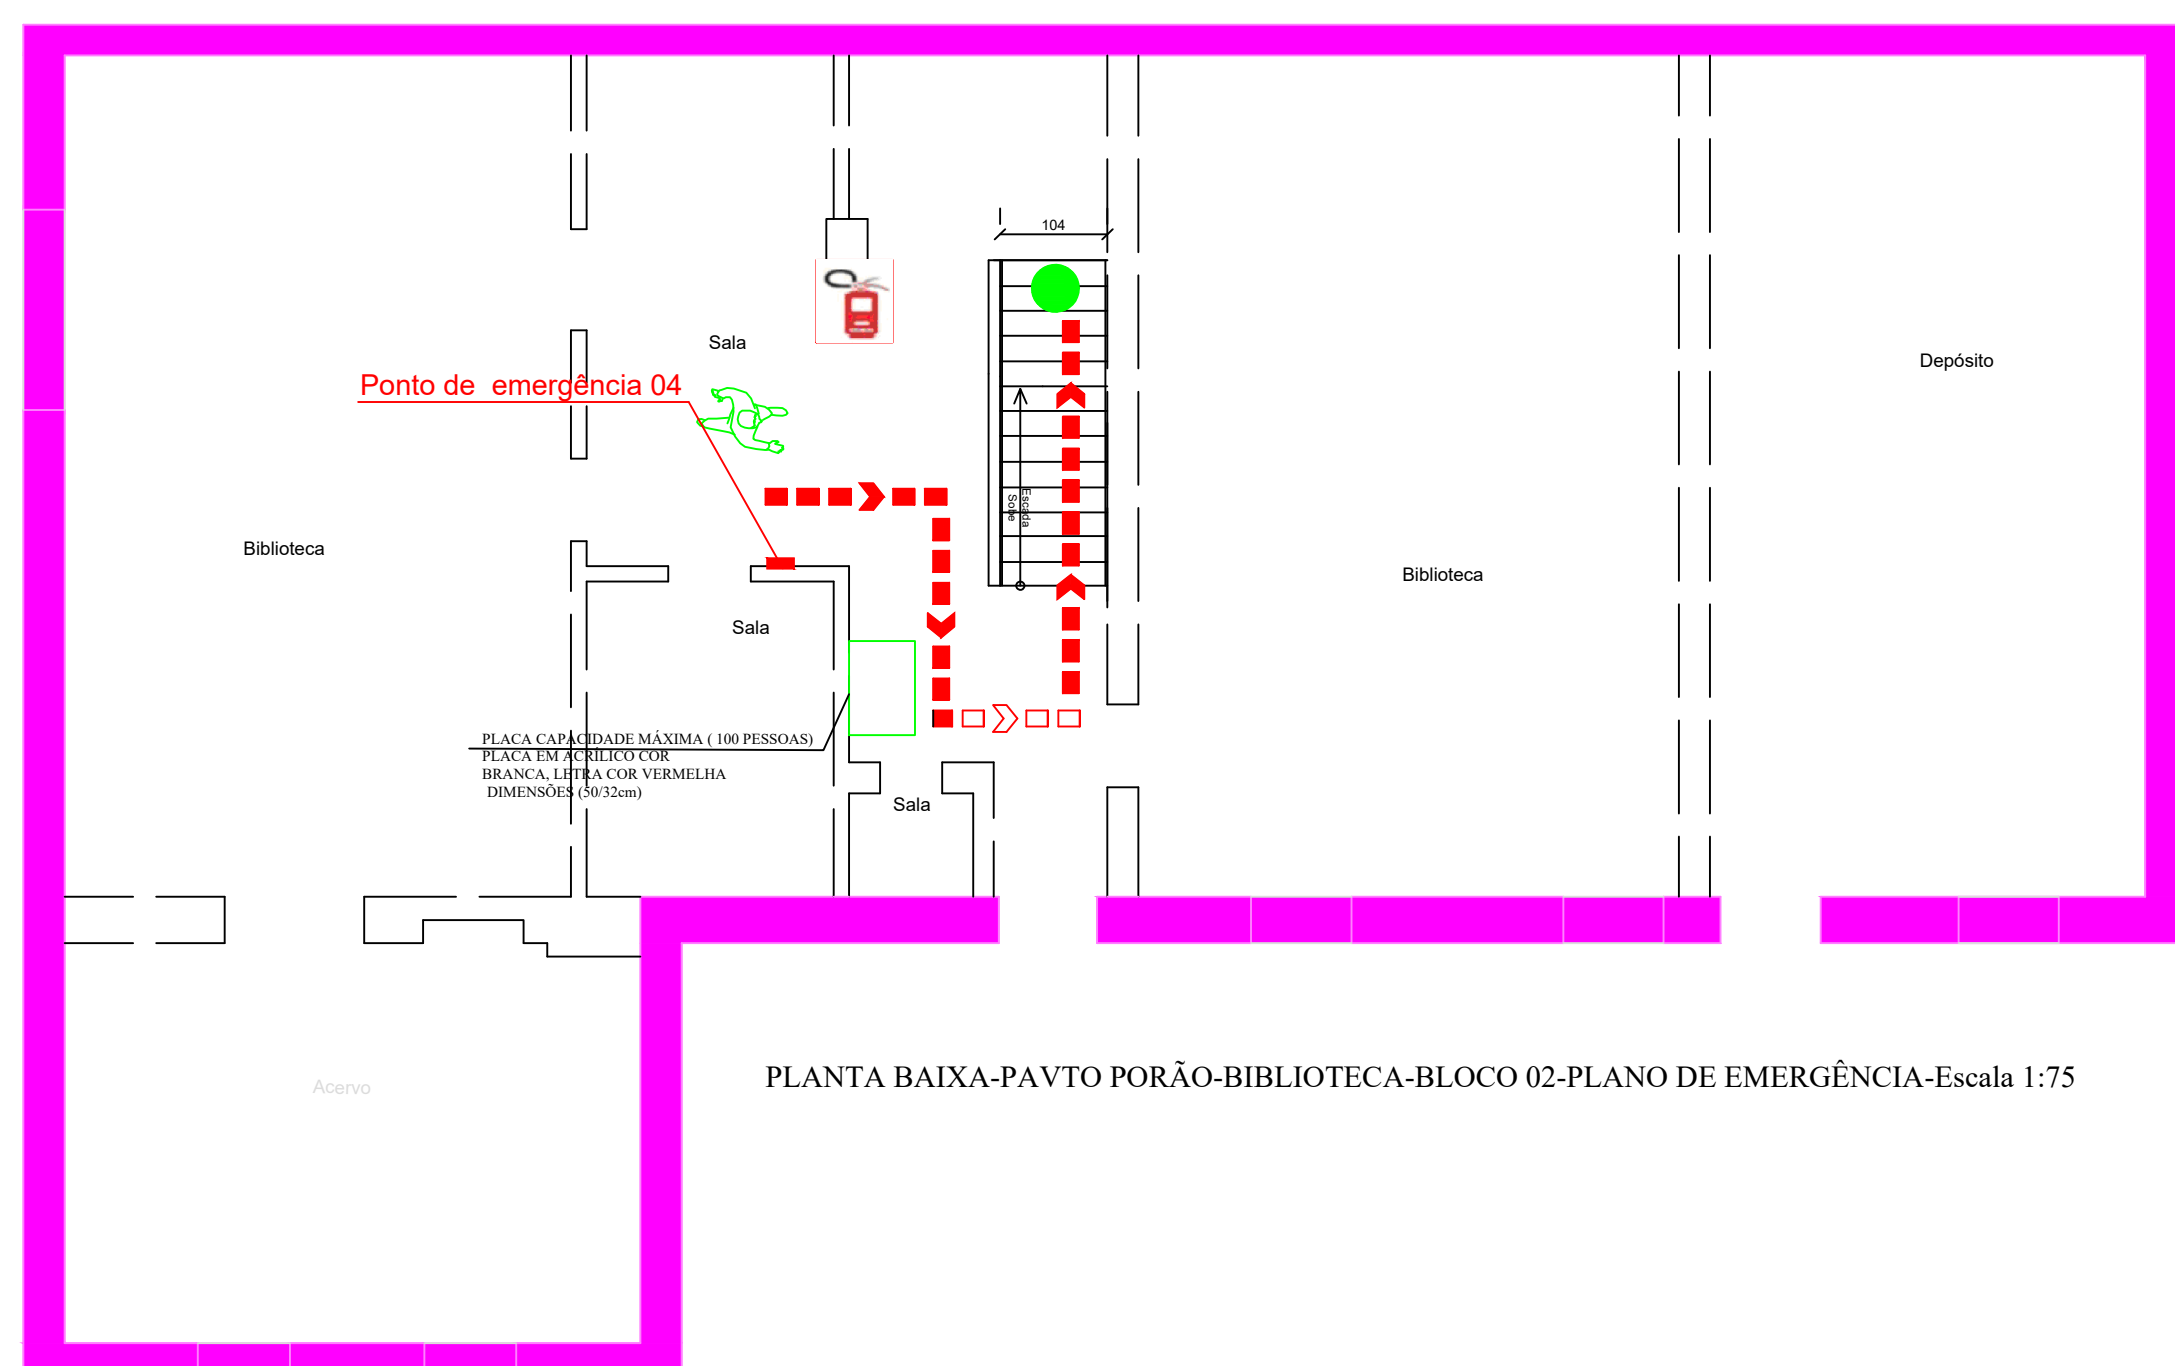 104
Sala
Depósito
Ponto de emergência 04
Escada
Sobe
Biblioteca
Biblioteca
Sala
PLACA CAPACIDADE MÁXIMA ( 100 PESSOAS)
PLACA EM ACRÍLICO COR
BRANCA, LETRA COR VERMELHA
DIMENSÕES (50/32cm)
Sala
PLANTA BAIXA-PAVTO PORÃO-BIBLIOTECA-BLOCO 02-PLANO DE EMERGÊNCIA-Escala 1:75
Acervo